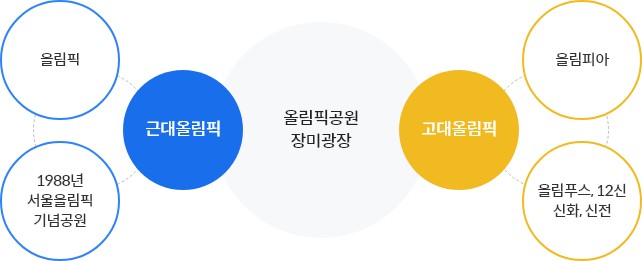 올림픽
1988년
서울올림픽
기념공원
근대올림픽
올림픽공원
장미광장
고대올림픽
올림피아
올림푸스, 12신
신화, 신전